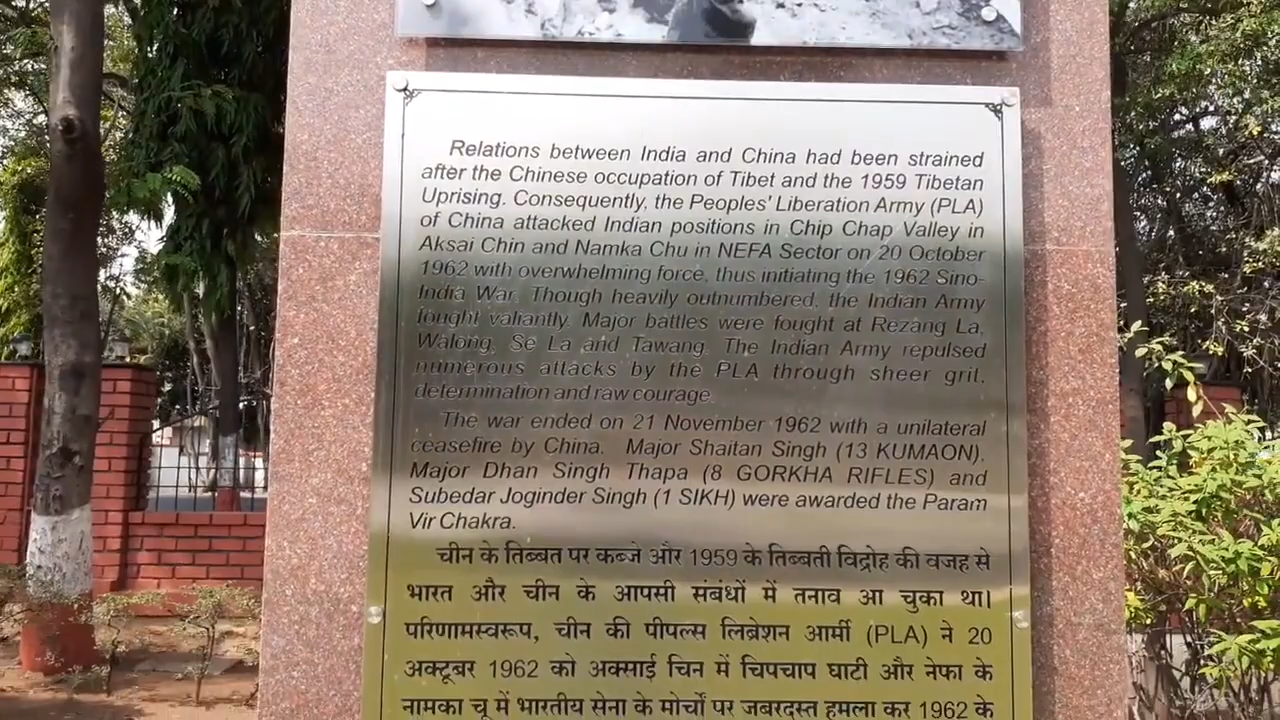 Relations between India and China had been strained
after the Chinese occupation of Tibet and the 1959 Tibetan
Uprising. Consequently, the Peoples' Liberation Army (PLA)
of China attacked Indian positions in Chip Chap Valley in
Aksai Chin and Namka Chu in NEFA Sector on 20 October
1962 with overwhelming force, thus initiating the 1962 Sino-
India War. Though heavily outnumbered, the Indian Army
fought valiantly. Major battles were fought at Rezang La,
Walong, Se La and Tawang. The Indian Army repulsed
numerous attacks by the PLA through sheer grit,
determination and raw courage.
The war ended on 21 November 1962 with a unilateral
ceasefire by China. Major Shaitan Singh (13 KUMAON),
Major Dhan Singh Thapa (8 GORKHA RIFLES) and
Subedar Joginder Singh (1 SIKH) were awarded the Param
Vir Chakra.
चीन के तिब्बत पर कब्जे और 1959 के तिब्बती विद्रोह की वजह से
भारत और चीन के आपसी संबंधों में तनाव आ चुका था।
परिणामस्वरूप, चीन की पीपल्स लिब्रेशन आर्मी (PLA) ने 20
अक्टूबर 1962 को अक्साई चिन में चिपचाप घाटी और नेफा के
नामका चू में भारतीय सेना के मोर्चों पर जबरदस्त हमला कर 1962 के